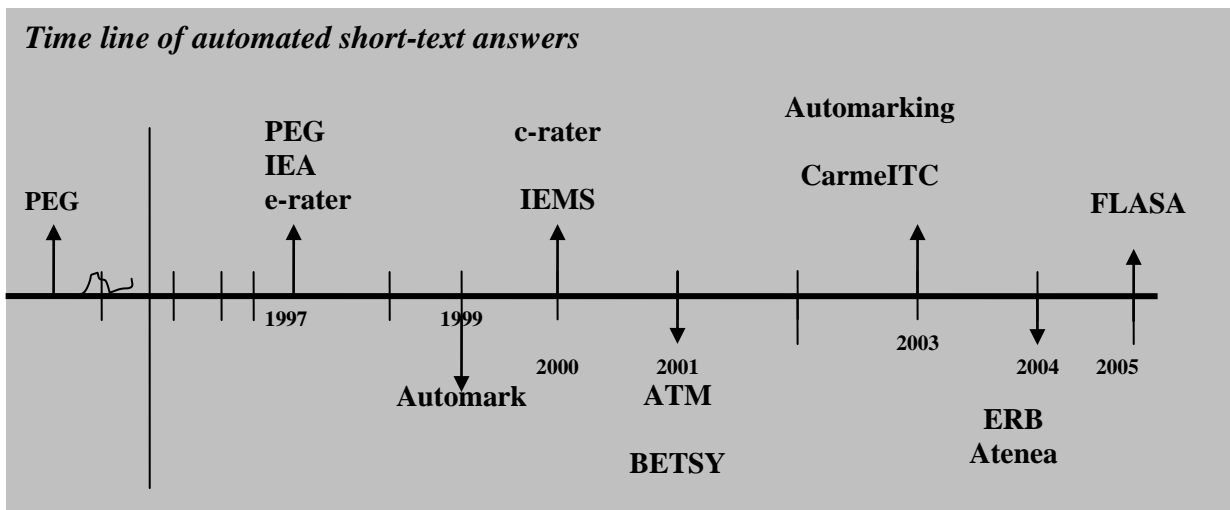 Time line of automated short-text answers
PEG
PEG
IEA
e-rater
c-rater
IEMS
Automarking
CarmeITC
FLASA
1997
1999
2000
2001
2003
2004
2005
Automark
ATM
BETSY
ERB
Atenea